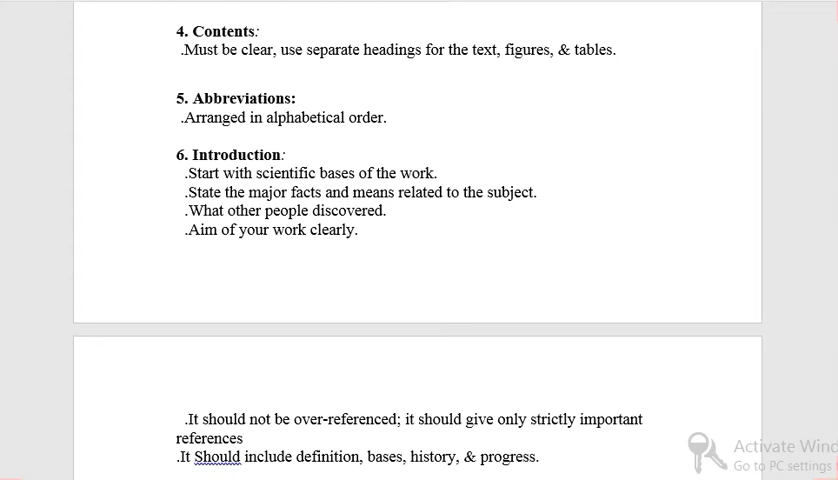 4. Contents:
.Must be clear, use separate headings for the text, figures, & tables.
5. Abbreviations:
.Arranged in alphabetical order.
6. Introduction:
.Start with scientific bases of the work.
.State the major facts and means related to the subject.
.What other people discovered.
.Aim of your work clearly.
.It should not be over-referenced; it should give only strictly important
references
.It Should include definition, bases, history, & progress.
Activate Wind
Go to PC settings